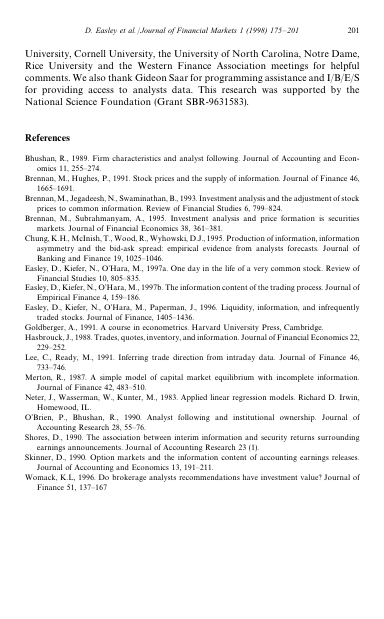 D. Easley et al. / Journal of Financial Markets 1 (1998) 175–201 201
University, Cornell University, the University of North Carolina, Notre Dame,
Rice University and the Western Finance Association meetings for helpful
comments. We also thank Gideon Saar for programming assistance and I/B/E/S
for providing access to analysts data. This research was supported by the
National Science Foundation (Grant SBR-9631583).
References
Bhushan, R., 1989. Firm characteristics and analyst following. Journal of Accounting and Econ-
omics 11, 255–274.
Brennan, M., Hughes, P., 1991. Stock prices and the supply of information. Journal of Finance 46,
1665–1691.
Brennan, M., Jegadeesh, N., Swaminathan, B., 1993. Investment analysis and the adjustment of stock
prices to common information. Review of Financial Studies 6, 799–824.
Brennan, M., Subrahmanyam, A., 1995. Investment analysis and price formation is securities
markets. Journal of Financial Economics 38, 361–381.
Chung, K.H., McInish, T., Wood, R., Wyhowski, D.J., 1995. Production of information, information
asymmetry and the bid-ask spread: empirical evidence from analysts forecasts. Journal of
Banking and Finance 19, 1025–1046.
Easley, D., Kiefer, N., O'Hara, M., 1997a. One day in the life of a very common stock. Review of
Financial Studies 10, 805–835.
Easley, D., Kiefer, N., O'Hara, M., 1997b. The information content of the trading process. Journal of
Empirical Finance 4, 159–186.
Easley, D., Kiefer, N., O'Hara, M., Paperman, J., 1996. Liquidity, information, and infrequently
traded stocks. Journal of Finance, 1405–1436.
Goldberger, A., 1991. A course in econometrics. Harvard University Press, Cambridge.
Hasbrouck, J., 1988. Trades, quotes, inventory, and information. Journal of Financial Economics 22,
229–252.
Lee, C., Ready, M., 1991. Inferring trade direction from intraday data. Journal of Finance 46,
733–746.
Merton, R., 1987. A simple model of capital market equilibrium with incomplete information.
Journal of Finance 42, 483–510.
Neter, J., Wasserman, W., Kunter, M., 1983. Applied linear regression models. Richard D. Irwin,
Homewood, IL.
O'Brien, P., Bhushan, R., 1990. Analyst following and institutional ownership. Journal of
Accounting Research 28, 55–76.
Shores, D., 1990. The association between interim information and security returns surrounding
earnings announcements. Journal of Accounting Research 23 (1).
Skinner, D., 1990. Option markets and the information content of accounting earnings releases.
Journal of Accounting and Economics 13, 191–211.
Womack, K.L, 1996. Do brokerage analysts recommendations have investment value? Journal of
Finance 51, 137–167